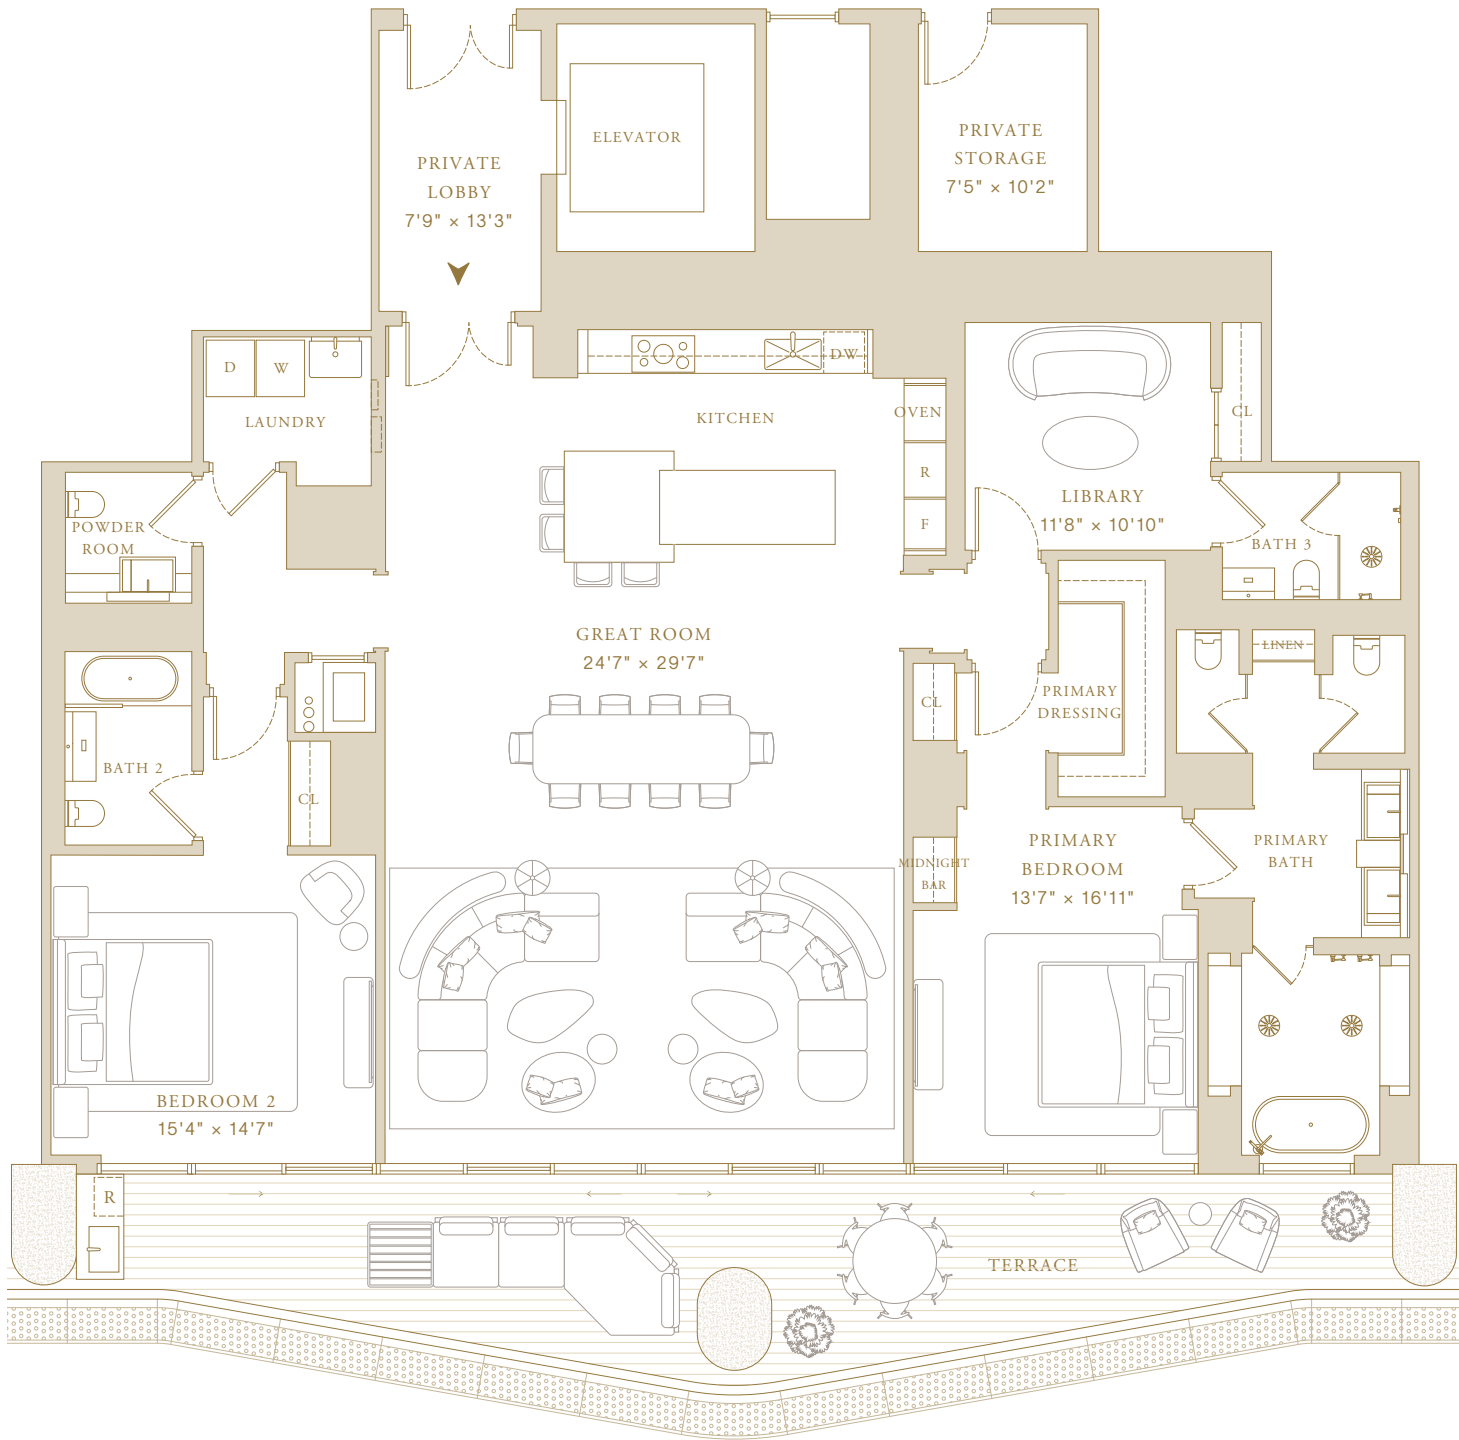 ELEVATOR
PRIVATE
STORAGE
7'5" × 10'2"
PRIVATE
LOBBY
7'9" × 13'3"
D
W
DW
LAUNDRY
KITCHEN
OVEN
CL
R
LIBRARY
11'8" × 10'10"
F
POWDER
ROOM
BATH 3
GREAT ROOM
24'7" × 29'7"
LINEN
PRIMARY
DRESSING
CL
BATH 2
CL
PRIMARY
BEDROOM
13'7" × 16'11"
PRIMARY
BATH
MIDNIGHT
BAR
BEDROOM 2
15'4" × 14'7"
R
TERRACE